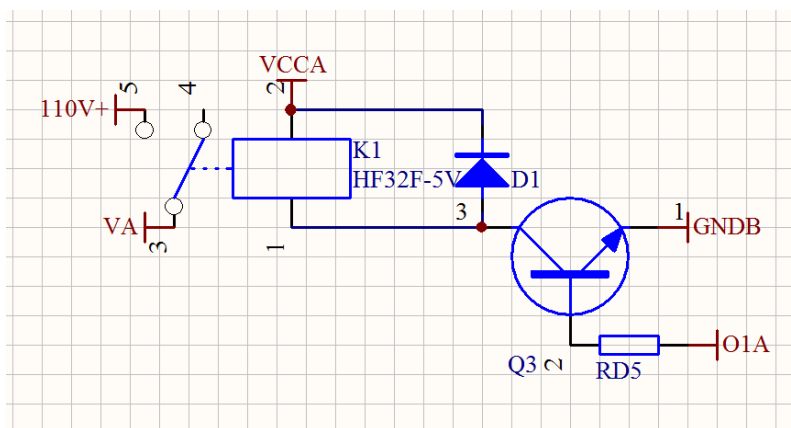 VCCA
5
4
2
110V+
K1
HF32F-5V
D1
VA
3
1
3
1
GNDB
O1A
Q3
2
RD5